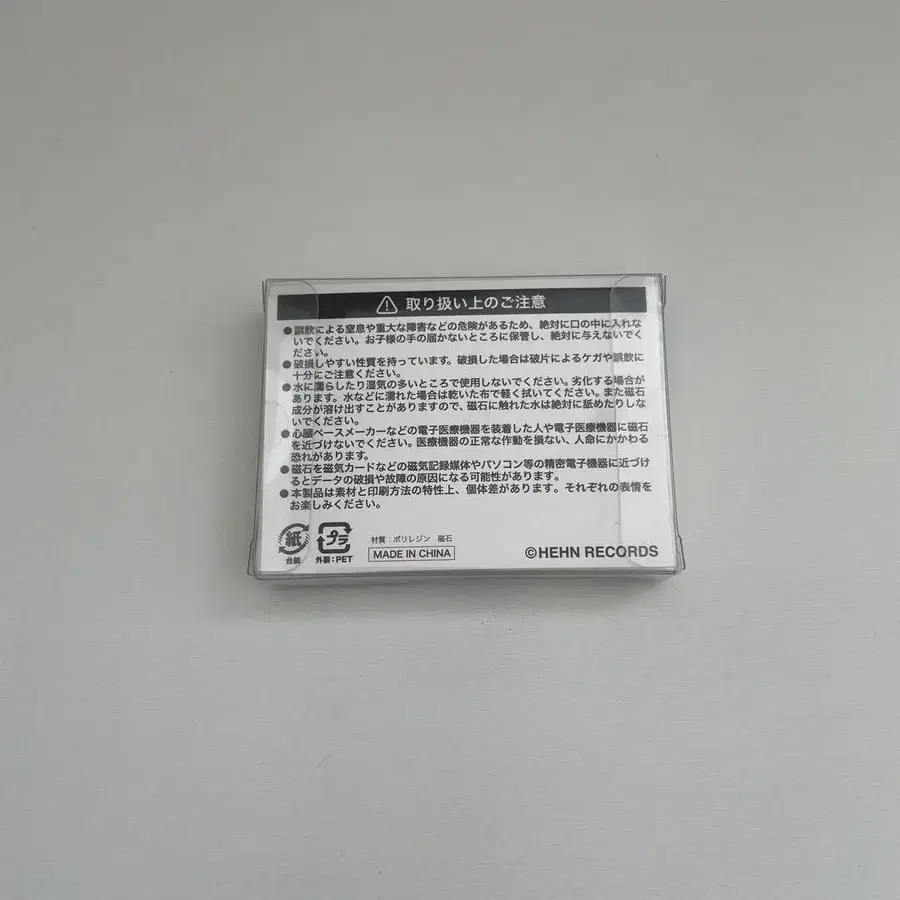 取り扱い上のご注意
●誤飲による窒息や重大な障害などの危険があるため、絶対に口の中に入れな
いでください。お子様の手の届かないところに保管し、絶対に与えないでく
ださい。
●破損しやすい性質を持っています。破損した場合は破片によるケガや誤飲に
十分にご注意ください。
●水に濡らしたり湿気の多いところで使用しないでください。劣化する場合が
あります。水などに濡れた場合は乾いた布で軽く拭いてください。また磁石
成分が溶け出すことがありますので、磁石に触れた水は絶対に舐めたりしな
いでください。
●心臓ペースメーカーなどの電子医療機器を装着した人や電子医療機器に磁石
を近づけないでください。医療機器の正常な作動を損ない、人命にかかわる
恐れがあります。
●磁石を磁気カードなどの磁気記録媒体やパソコン等の精密電子機器に近づけ
るとデータの破損や故障の原因になる可能性があります。
●本製品は素材と印刷方法の特性上、個体差があります。それぞれの表情を
お楽しみください。
紙
台紙
プラ
外装:PET
材質:ポリレジン 磁石
MADE IN CHINA
©HEHN RECORDS